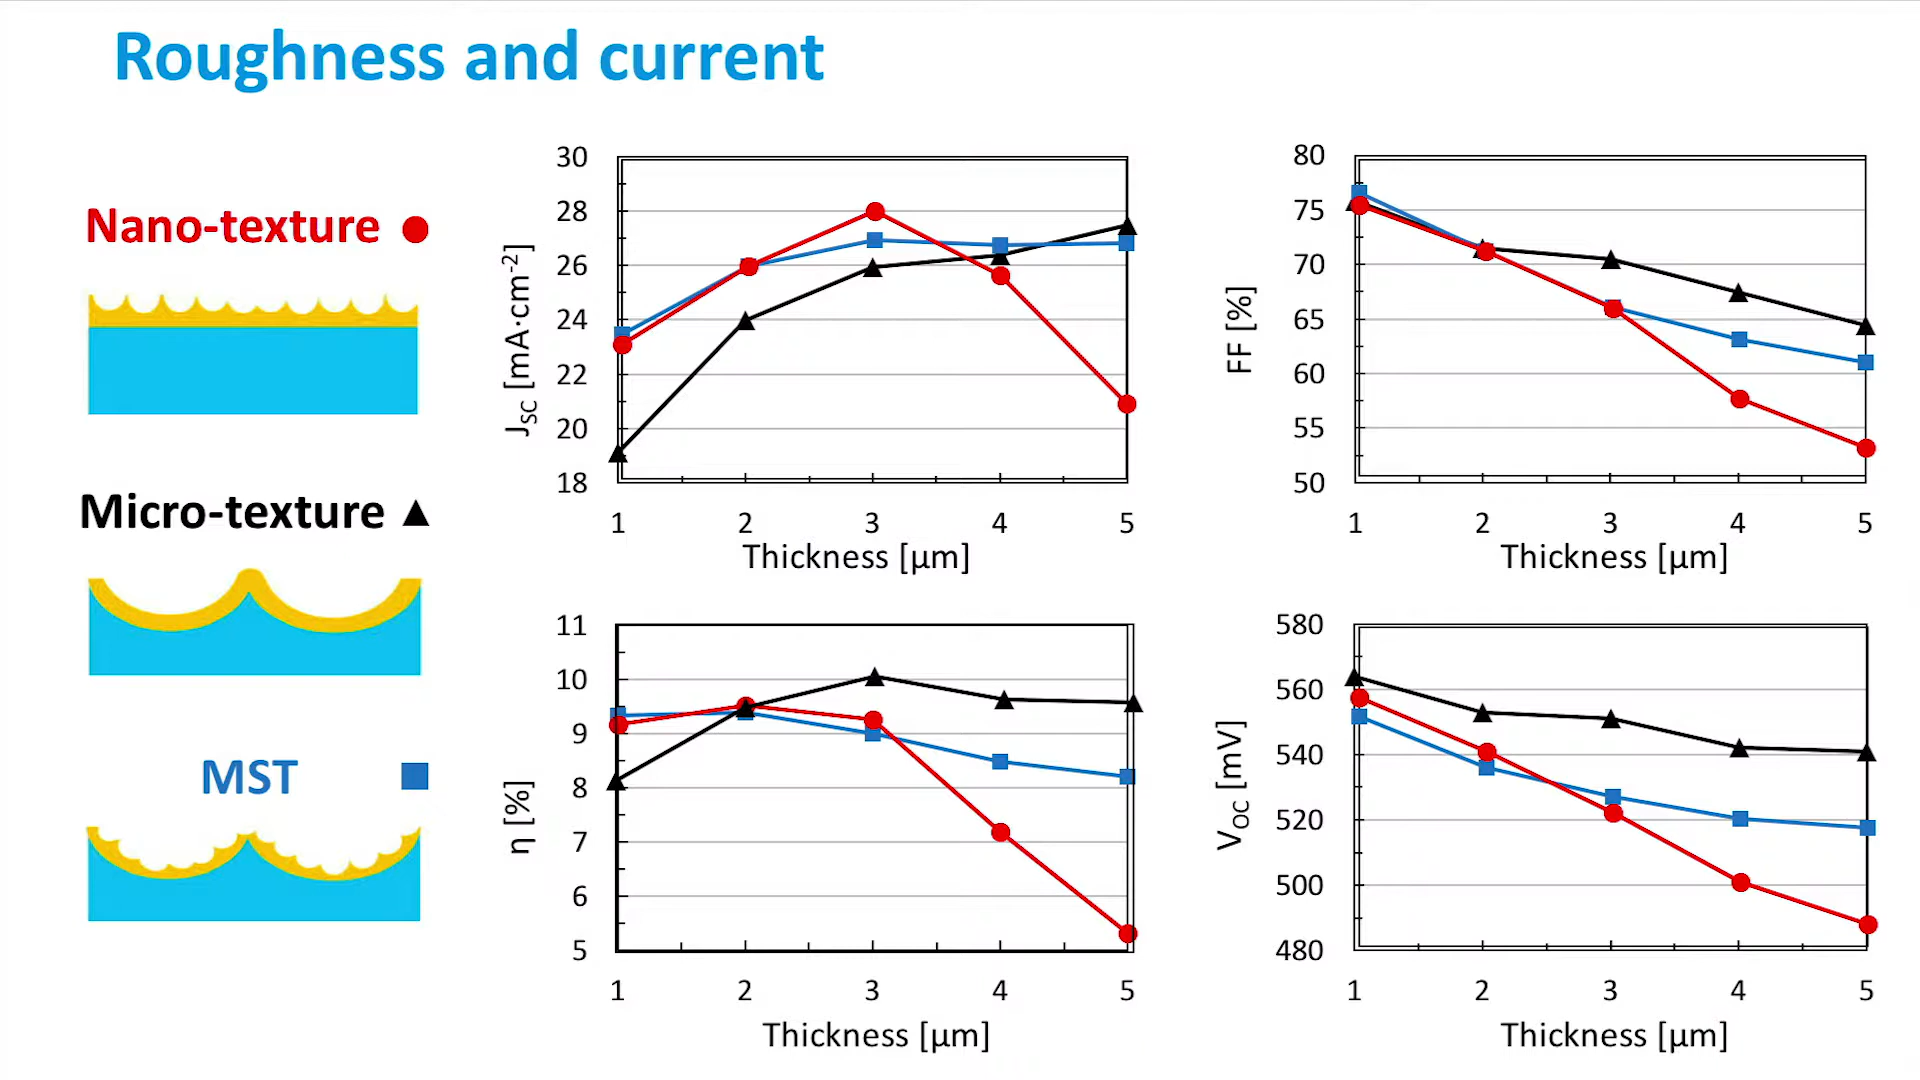 Roughness and current
Nano-texture
Micro-texture
MST
30
28
26
24
22
20
18
J_SC [mA·cm⁻²]
1 2 3 4 5
Thickness [µm]
80
75
70
65
60
55
50
FF [%]
1 2 3 4 5
Thickness [µm]
11
10
9
8
7
6
5
η [%]
1 2 3 4 5
Thickness [µm]
580
560
540
520
500
480
V_OC [mV]
1 2 3 4 5
Thickness [µm]